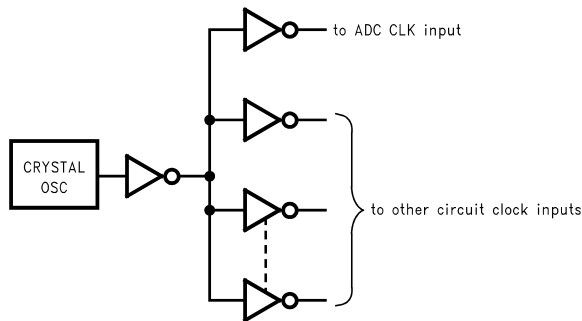 to ADC CLK input
CRYSTAL
OSC
to other circuit clock inputs